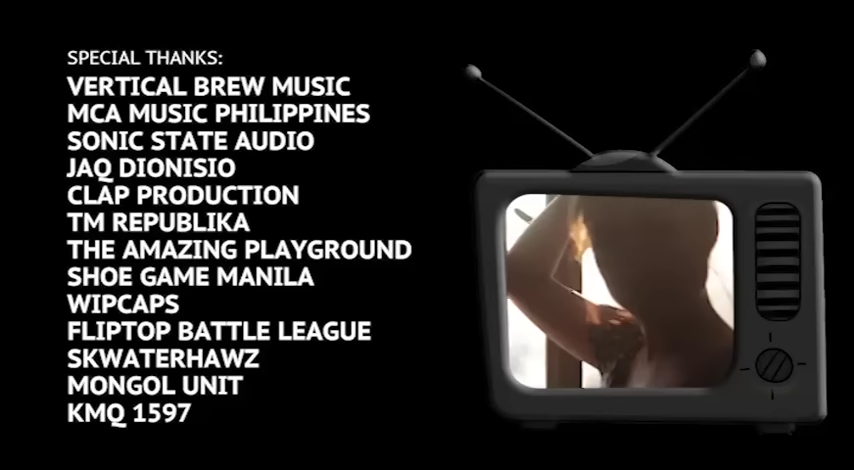 SPECIAL THANKS:
VERTICAL BREW MUSIC
MCA MUSIC PHILIPPINES
SONIC STATE AUDIO
JAQ DIONISIO
CLAP PRODUCTION
TM REPUBLIKA
THE AMAZING PLAYGROUND
SHOE GAME MANILA
WIPCAPS
FLIPTOP BATTLE LEAGUE
SKWATERHAWZ
MONGOL UNIT
KMQ 1597